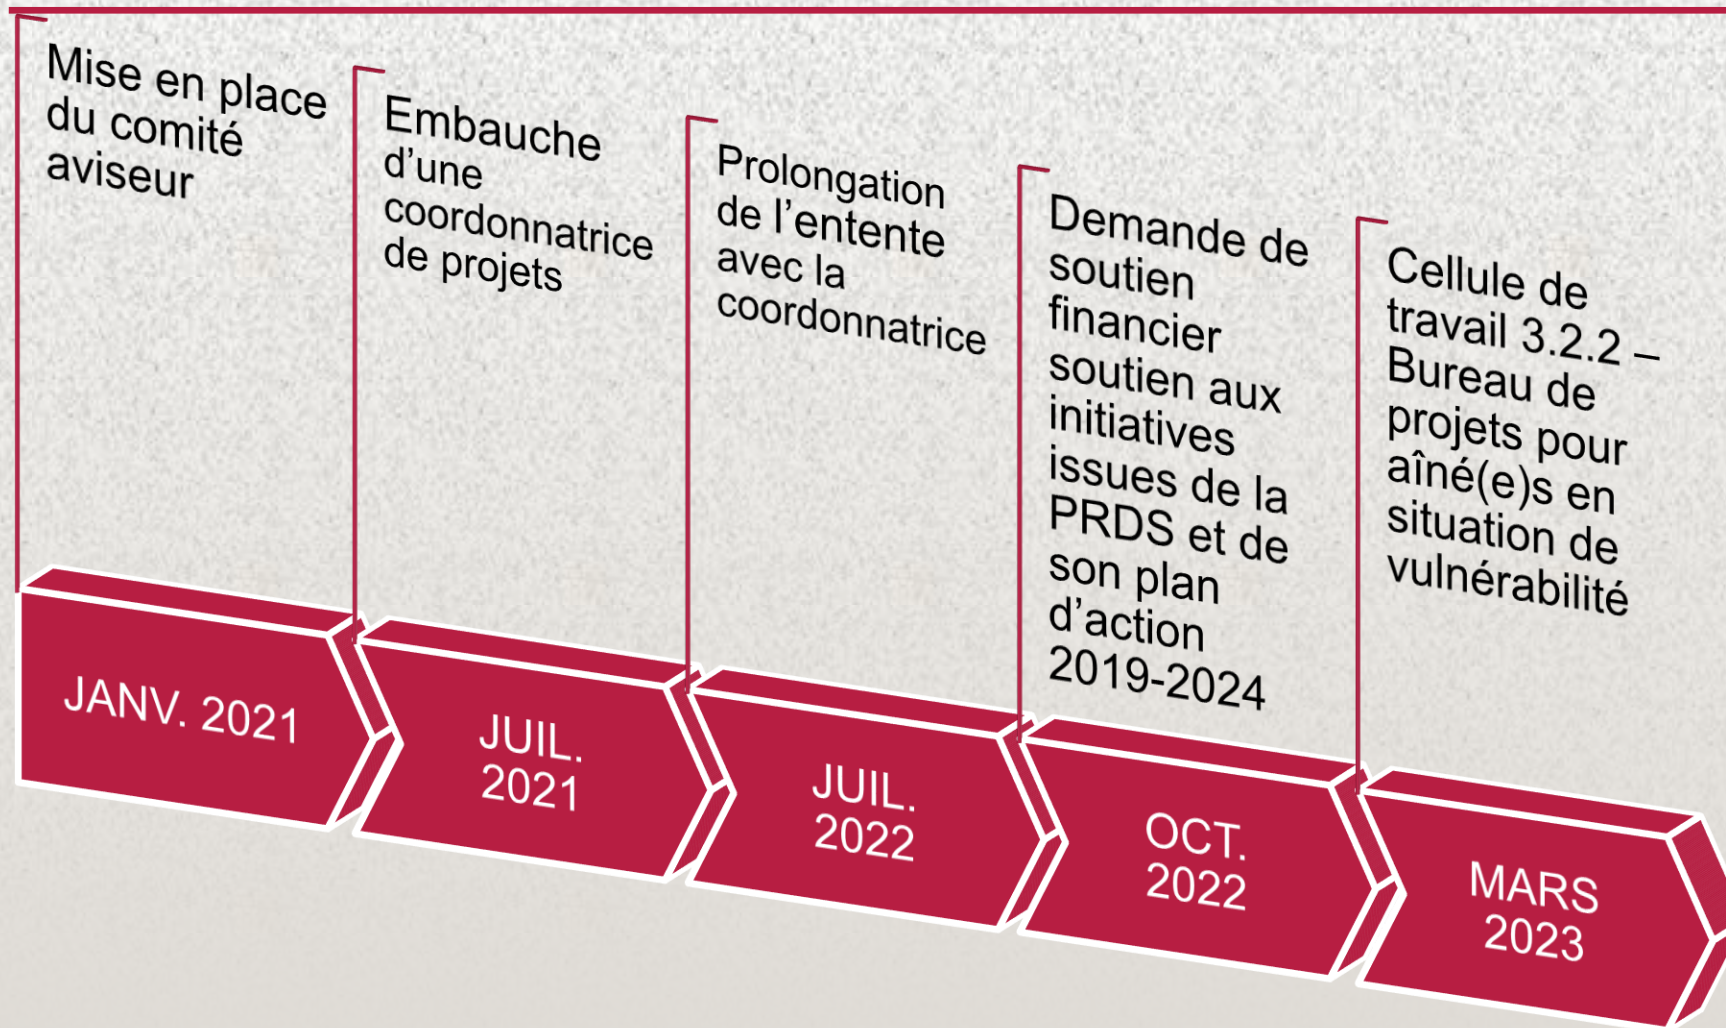 Mise en place
du comité
aviseur
Embauche
d’une
coordonnatrice
de projets
Prolongation
de l’entente
avec la
coordonnatrice
Demande de
soutien
financier
soutien aux
initiatives
issues de la
PRDS et de
son plan
d’action
2019-2024
Cellule de
travail 3.2.2 –
Bureau de
projets pour
aîné(e)s en
situation de
vulnérabilité
JANV. 2021
JUIL.
2021
JUIL.
2022
OCT.
2022
MARS
2023